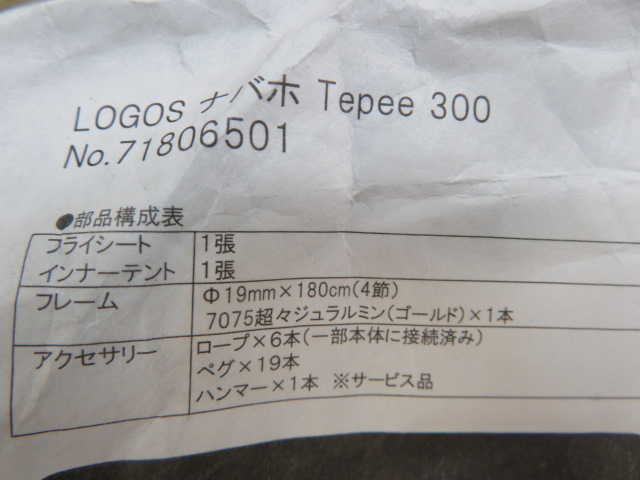 LOGOS ナバホ Tepee 300
No.71806501
●部品構成表
フライシート 1張
インナーテント 1張
フレーム Φ19mm×180cm(4節)
7075超々ジュラルミン(ゴールド)×1本
アクセサリー ロープ×6本(一部本体に接続済み)
ペグ×19本
ハンマー×1本 ※サービス品